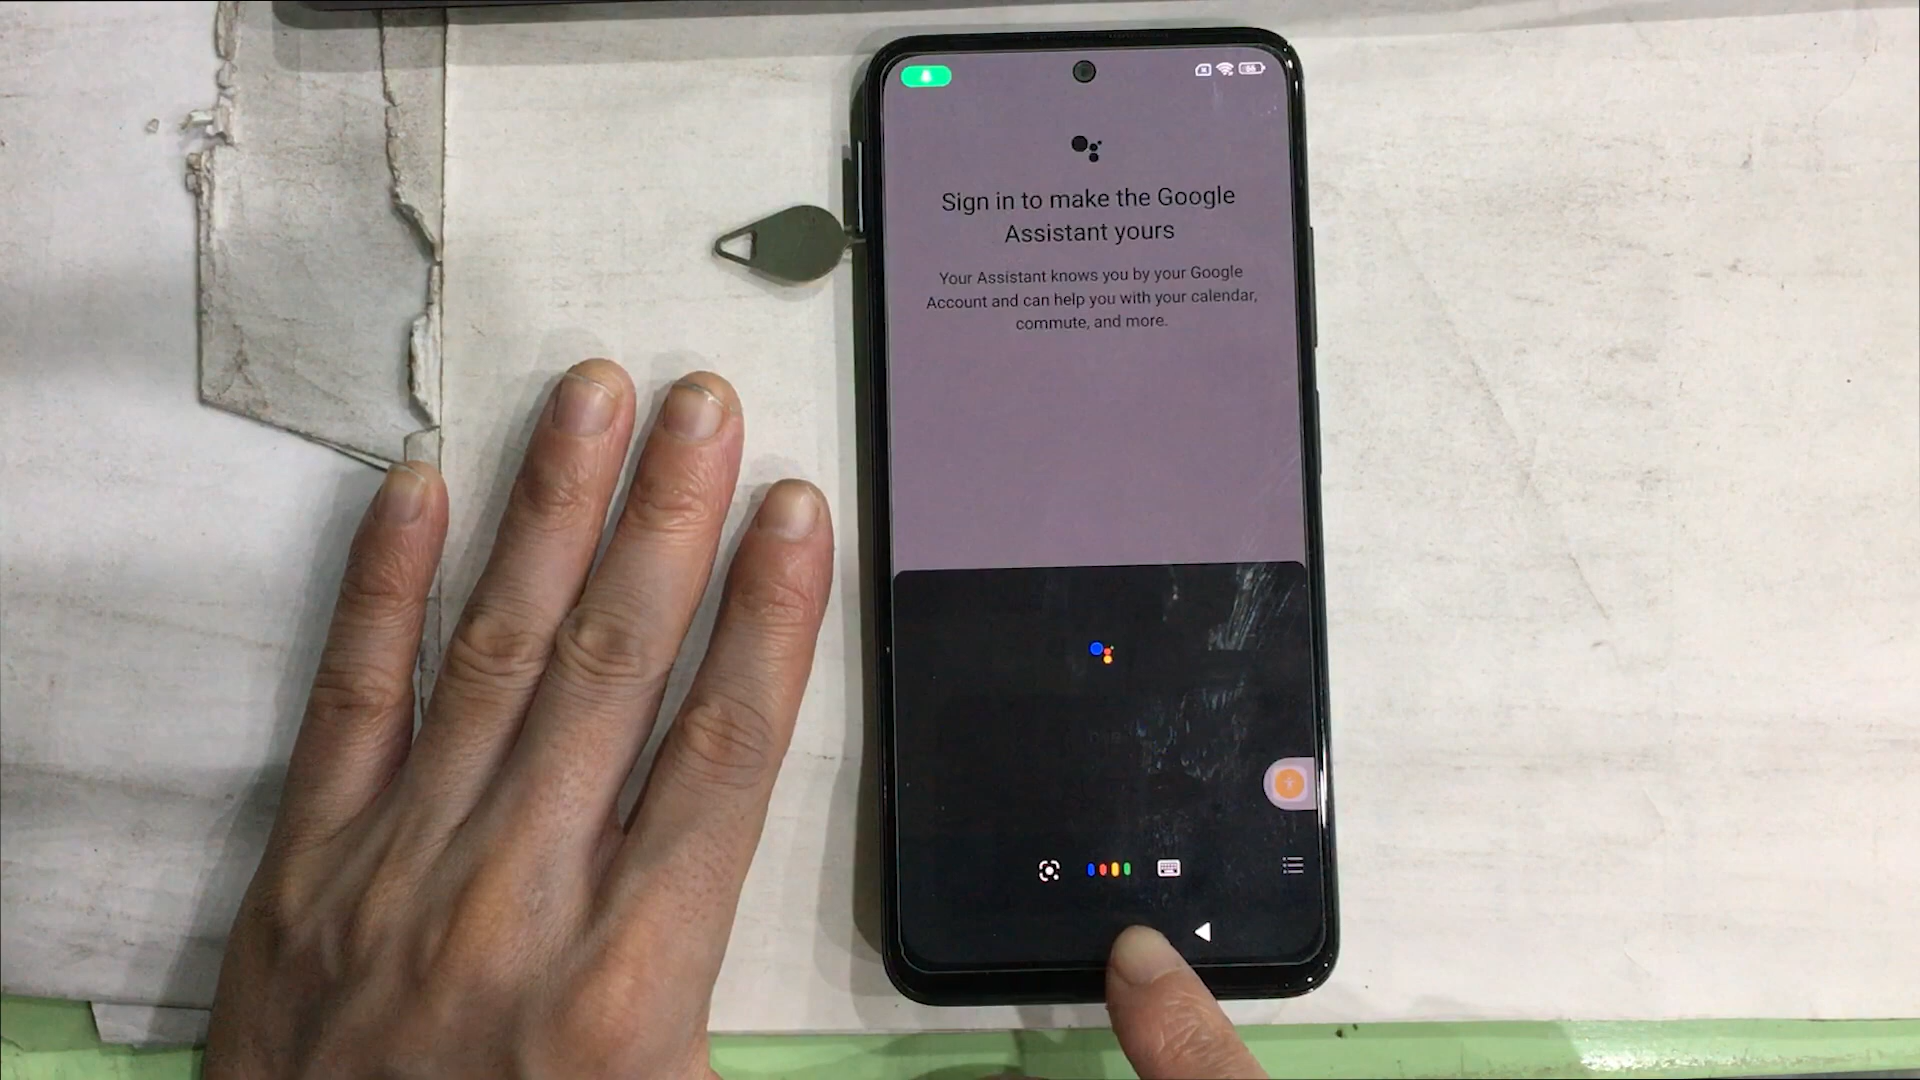 66
Sign in to make the Google
Assistant yours
Your Assistant knows you by your Google
Account and can help you with your calendar,
commute, and more.